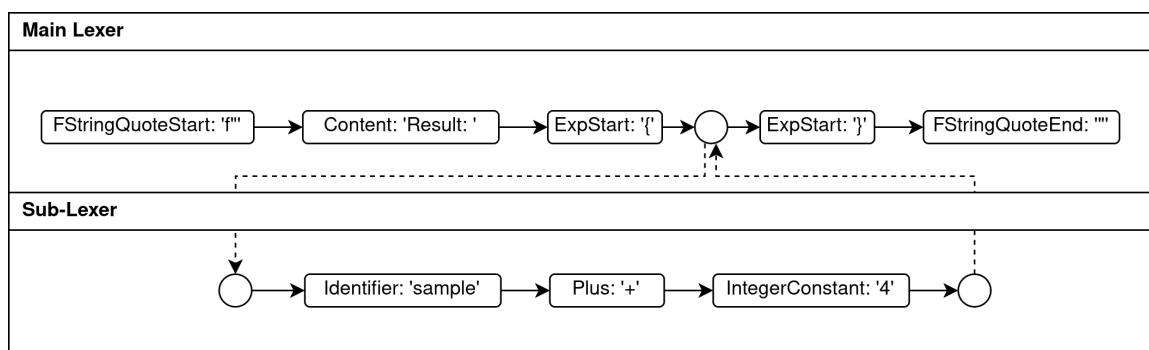 Main Lexer
FStringQuoteStart: 'f"'
Content: 'Result: '
ExpStart: '{'
ExpStart: '}'
FStringQuoteEnd: '"'
Sub-Lexer
Identifier: 'sample'
Plus: '+'
IntegerConstant: '4'